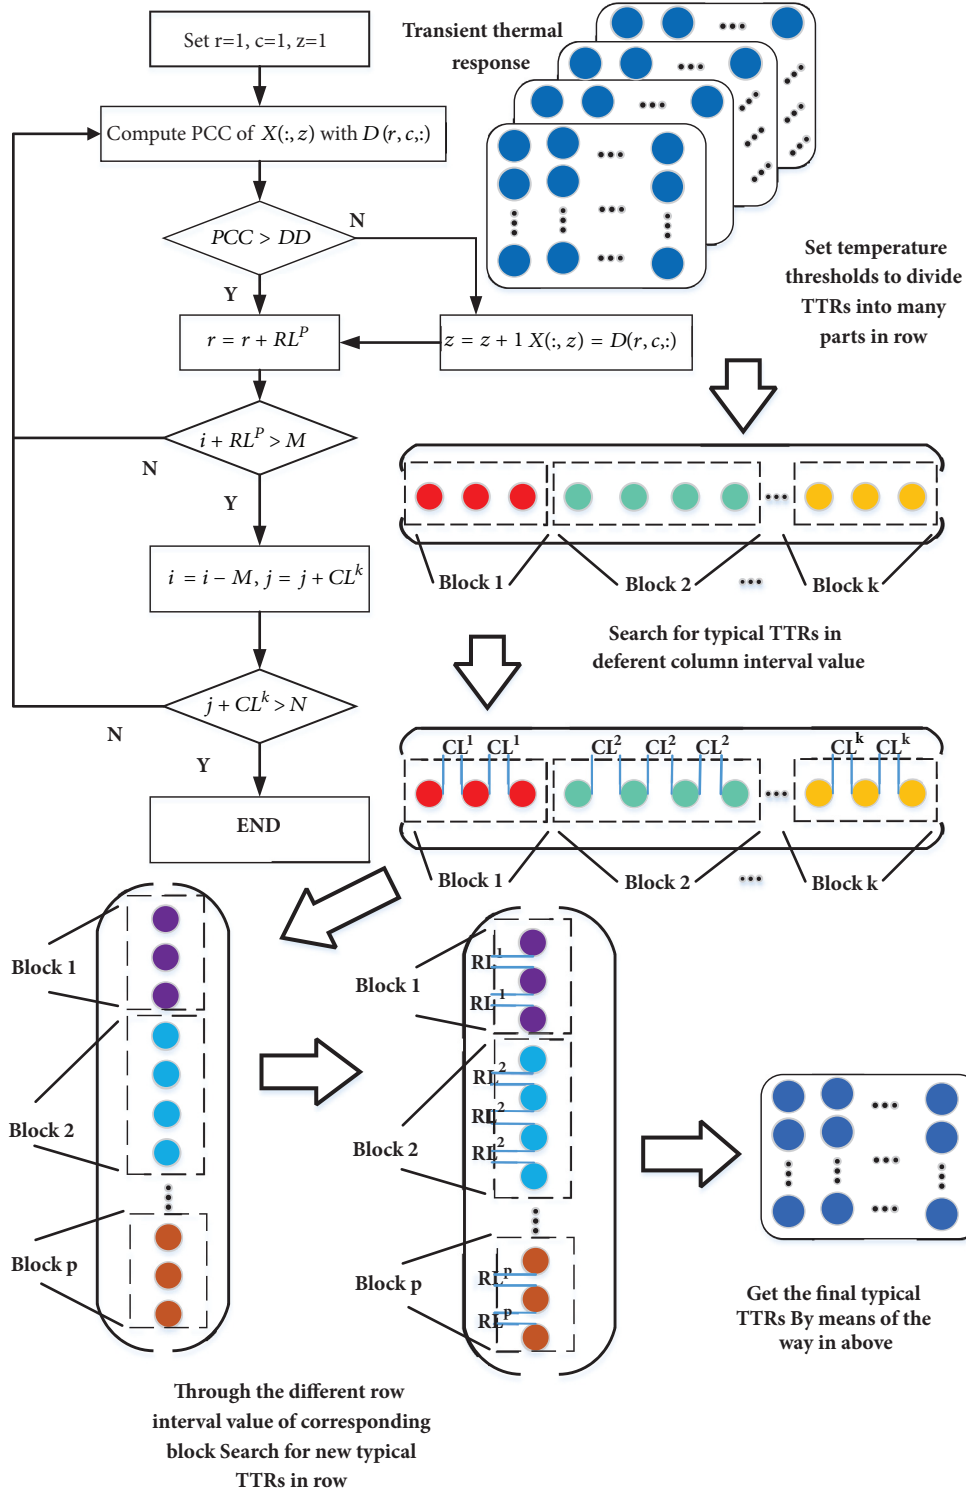 Set r=1, c=1, z=1
Compute PCC of X(:, z) with D(r, c,:)
PCC > DD
N
Y
r = r + RL^P
z = z + 1 X(:, z) = D(r, c,:)
i + RL^P > M
N
Y
i = i − M, j = j + CL^k
j + CL^k > N
N
Y
END
Transient thermal
response
Set temperature
thresholds to divide
TTRs into many
parts in row
Block 1
Block 2
Block k
Search for typical TTRs in
deferent column interval value
CL^1 CL^1 CL^2 CL^2 CL^2 CL^k CL^k
Block 1
Block 2
Block k
Block 1
Block 2
Block p
Block 1
RL^1
RL^1
Block 2
RL^2
RL^2
RL^2
Block p
RL^p
RL^p
Through the different row
interval value of corresponding
block Search for new typical
TTRs in row
Get the final typical
TTRs By means of the
way in above